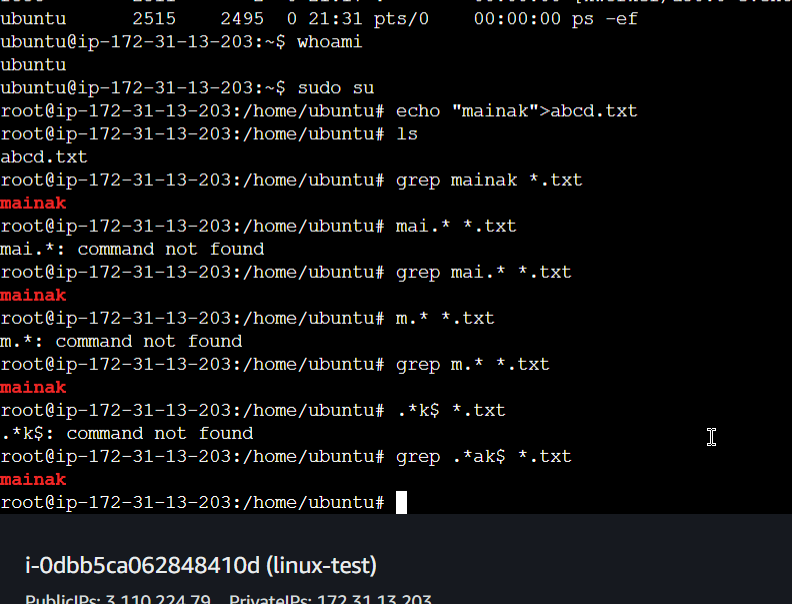 ubuntu      2515    2495  0 21:31 pts/0    00:00:00 ps -ef
ubuntu@ip-172-31-13-203:~$ whoami
ubuntu
ubuntu@ip-172-31-13-203:~$ sudo su
root@ip-172-31-13-203:/home/ubuntu# echo "mainak">abcd.txt
root@ip-172-31-13-203:/home/ubuntu# ls
abcd.txt
root@ip-172-31-13-203:/home/ubuntu# grep mainak *.txt
mainak
root@ip-172-31-13-203:/home/ubuntu# mai.* *.txt
mai.*: command not found
root@ip-172-31-13-203:/home/ubuntu# grep mai.* *.txt
mainak
root@ip-172-31-13-203:/home/ubuntu# m.* *.txt
m.*: command not found
root@ip-172-31-13-203:/home/ubuntu# grep m.* *.txt
mainak
root@ip-172-31-13-203:/home/ubuntu# .*k$ *.txt
.*k$: command not found
root@ip-172-31-13-203:/home/ubuntu# grep .*ak$ *.txt
mainak
root@ip-172-31-13-203:/home/ubuntu#
i-0dbb5ca062848410d (linux-test)
PublicIPs: 3.110.224.79    PrivateIPs: 172.31.13.203